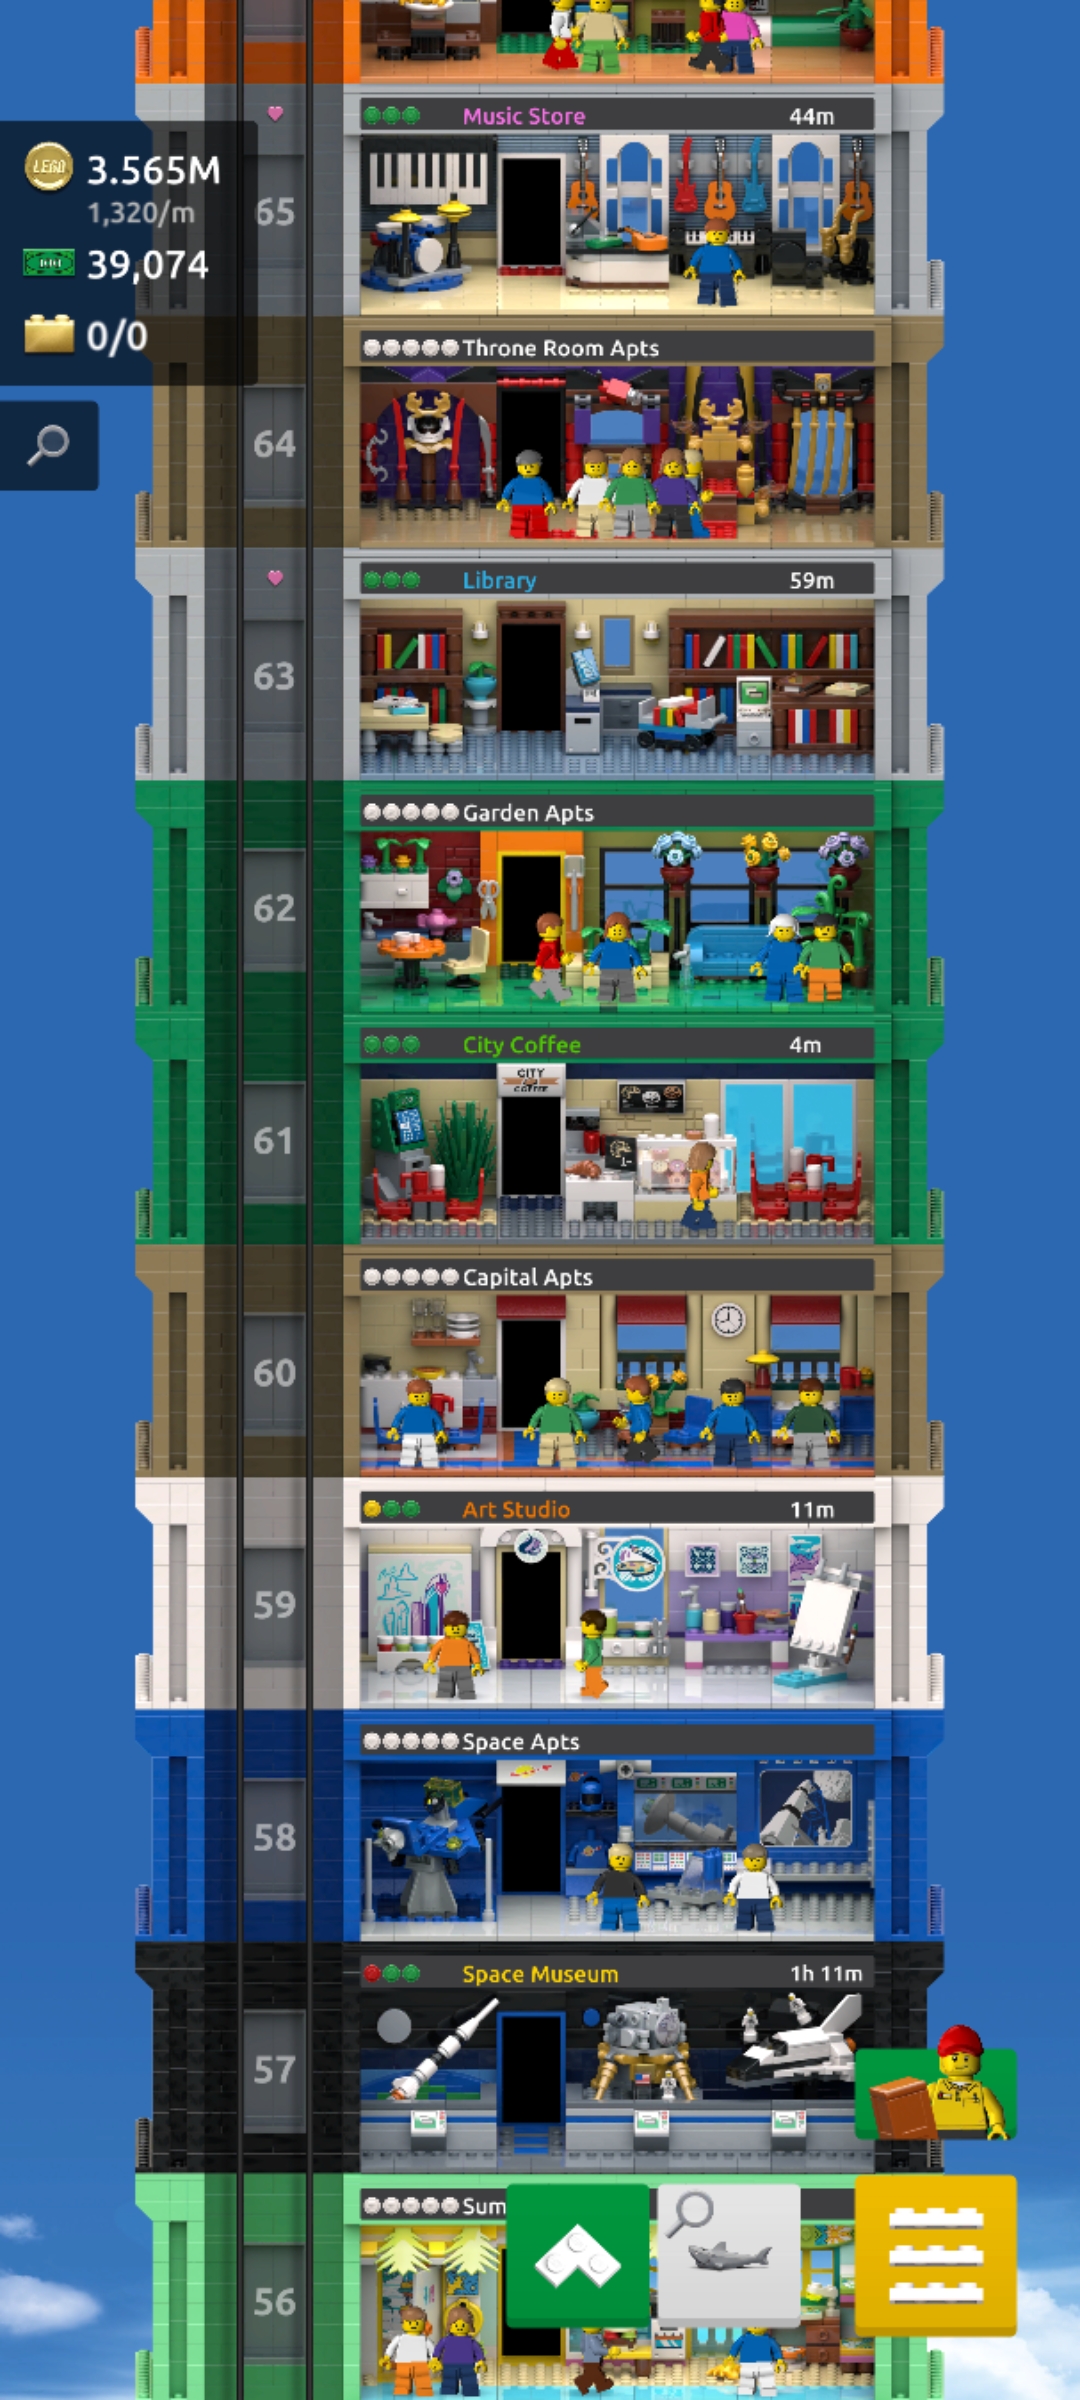 Music Store 44m
LEGO 3.565M
1,320/m
65
39,074
0/0
Throne Room Apts
64
Library 59m
63
Garden Apts
62
City Coffee 4m
CITY
COFFEE
61
Capital Apts
60
Art Studio 11m
59
Space Apts
58
Space Museum 1h 11m
57
Sum
56